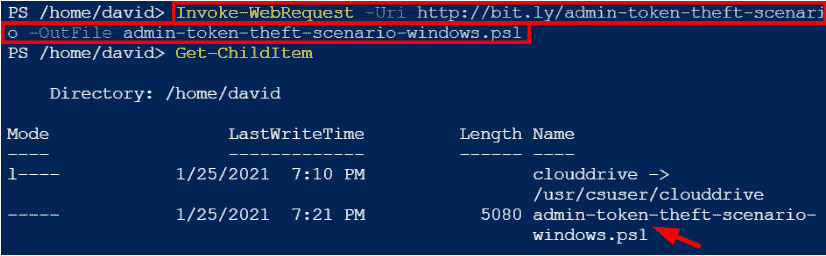 PS /home/david> Invoke-WebRequest -Uri http://bit.ly/admin-token-theft-scenari
o -OutFile admin-token-theft-scenario-windows.ps1
PS /home/david> Get-ChildItem
Directory: /home/david
Mode LastWriteTime Length Name
---- ------------- ------ ----
l---- 1/25/2021 7:10 PM clouddrive ->
/usr/csuser/clouddrive
----- 1/25/2021 7:21 PM 5080 admin-token-theft-scenario-
windows.ps1